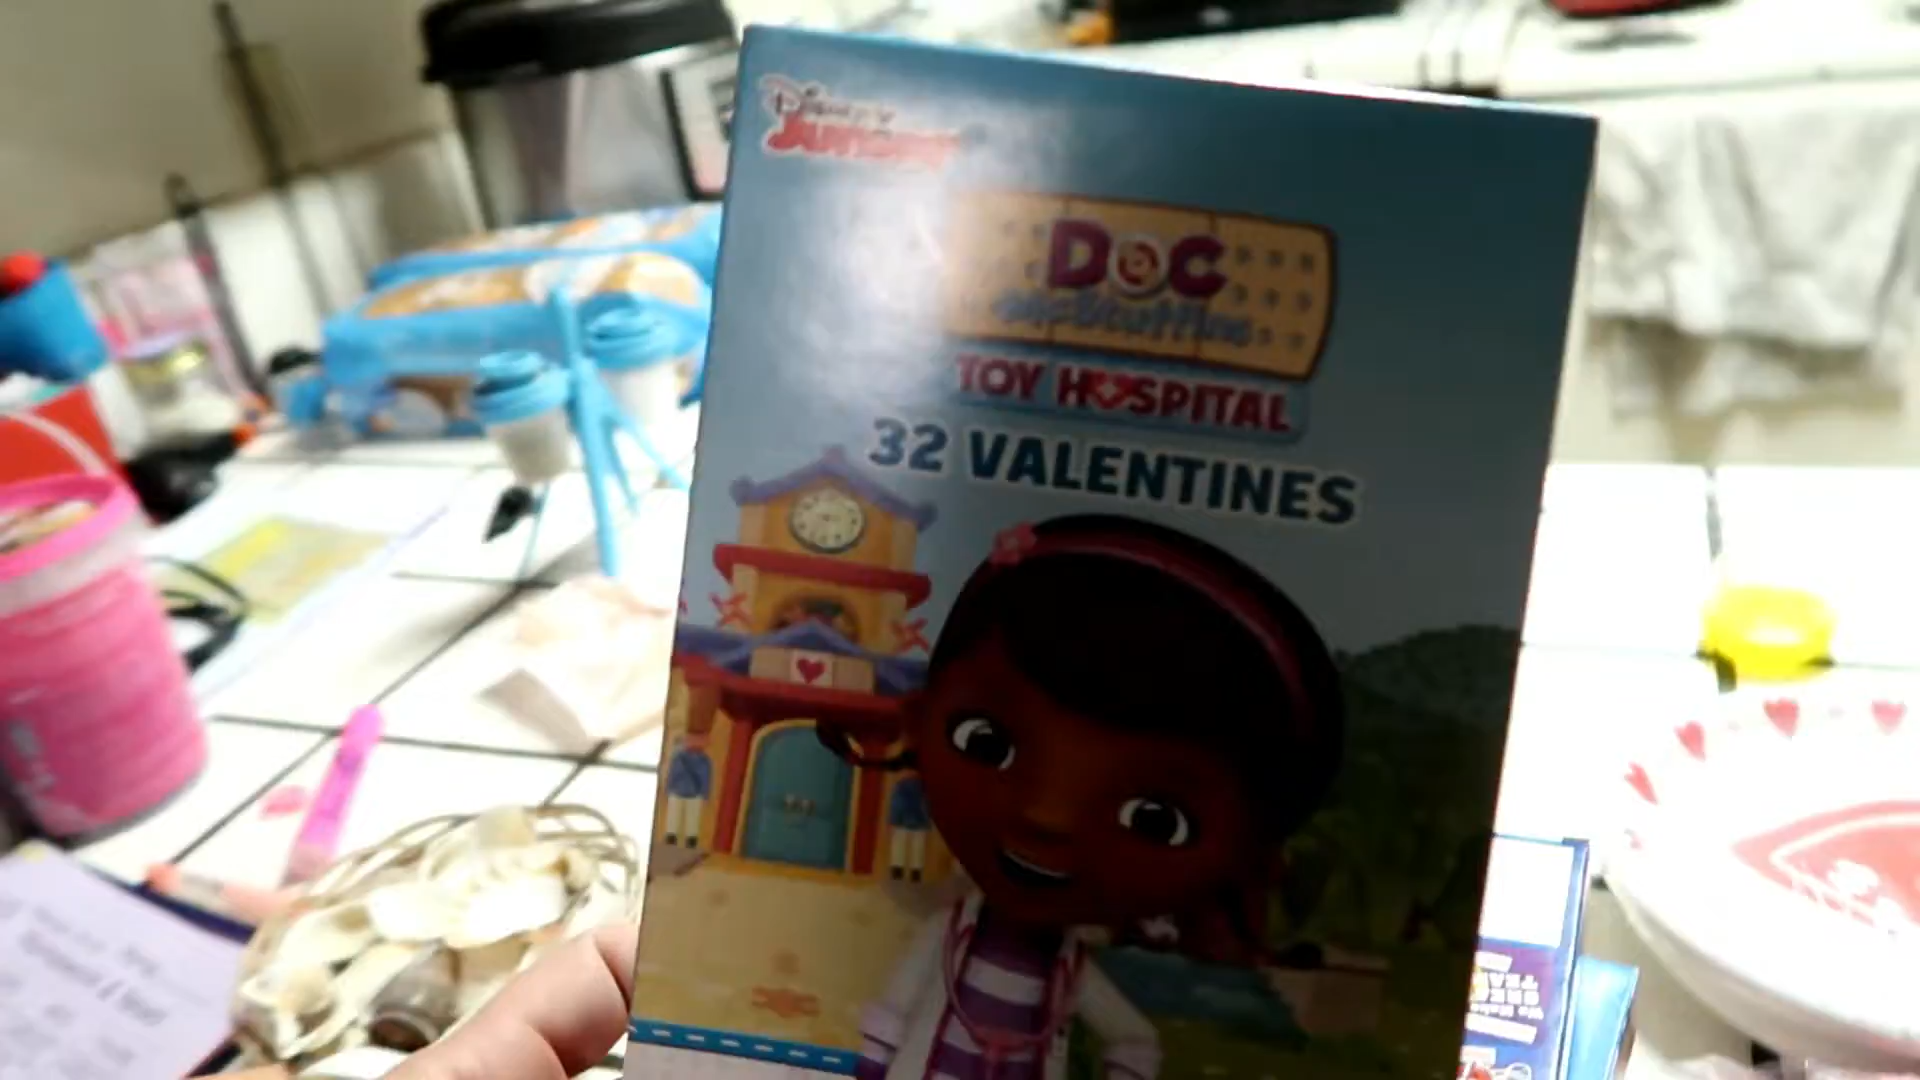 Disney
Junior
Doc
McStuffins
TOY HOSPITAL
32 VALENTINES